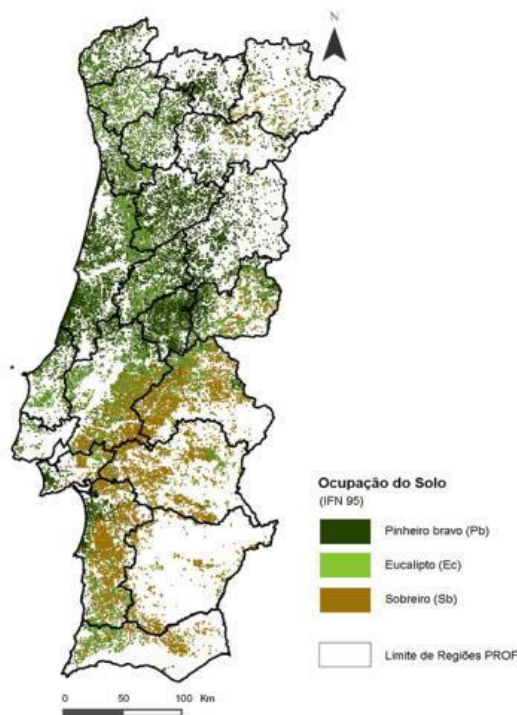 N
Ocupação do Solo
(IFN 95)
Pinheiro bravo (Pb)
Eucalipto (Ec)
Sobreiro (Sb)
Limite de Regiões PROF
0 50 100 Km